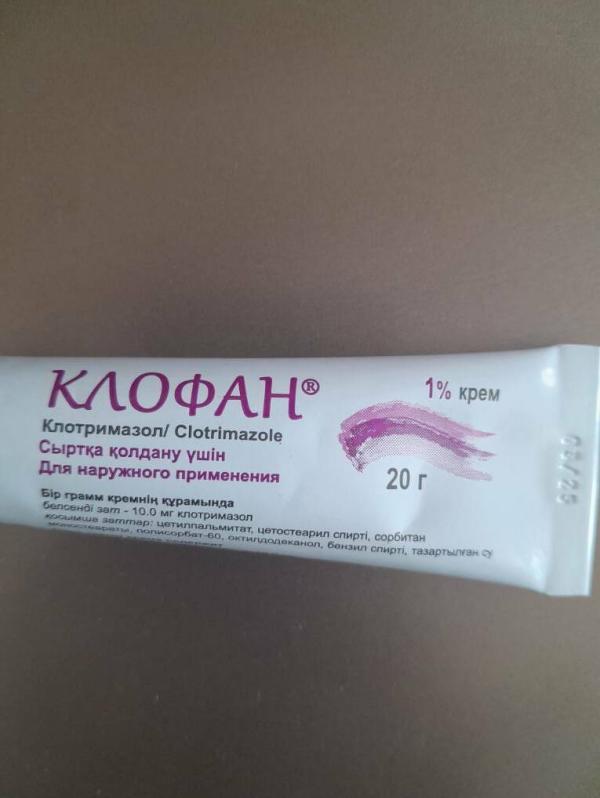 КЛОФАН®
1% крем
Клотримазол/ Clotrimazole
Сыртқа қолдану үшін
Для наружного применения
20 г
Бір грамм кремнің құрамында
белсенді зат - 10.0 мг клотримазол
қосымша заттар: цетилпальмитат, цетостеарил спирті, сорбитан
моностеараты, полисорбат-60, октилдодеканол, бензил спирті, тазартылған су